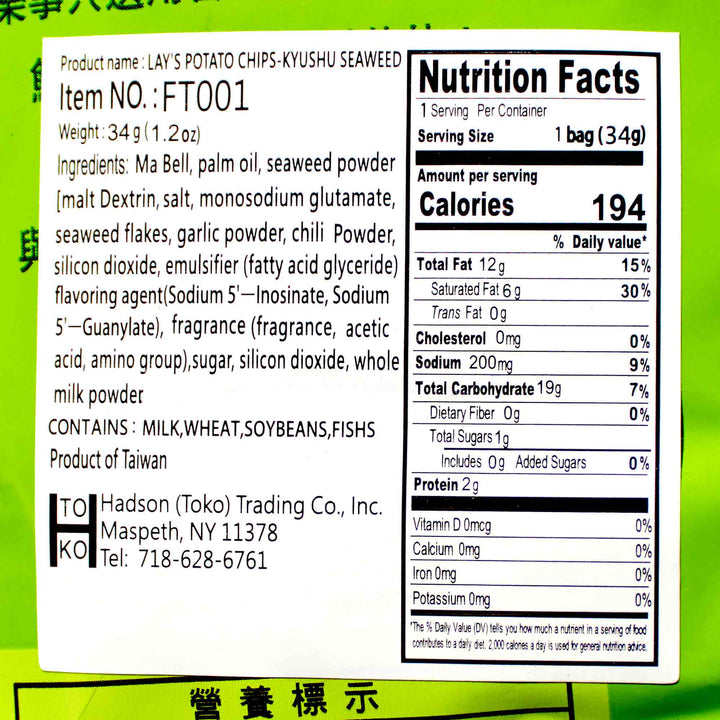 Product name : LAY'S POTATO CHIPS-KYUSHU SEAWEED
Item NO. : FT001
Weight : 34 g ( 1.2oz)
Ingredients: Ma Bell, palm oil, seaweed powder
[malt Dextrin, salt, monosodium glutamate,
seaweed flakes, garlic powder, chili Powder,
silicon dioxide, emulsifier (fatty acid glyceride)
flavoring agent(Sodium 5'—Inosinate, Sodium
5'—Guanylate), fragrance (fragrance, acetic
acid, amino group),sugar, silicon dioxide, whole
milk powder
CONTAINS : MILK,WHEAT,SOYBEANS,FISHS
Product of Taiwan
TO
KO
Hadson (Toko) Trading Co., Inc.
Maspeth, NY 11378
Tel: 718-628-6761
Nutrition Facts
1 Serving Per Container
Serving Size 1 bag (34g)
Amount per serving
Calories 194
% Daily value*
Total Fat 12 g 15%
Saturated Fat 6 g 30%
Trans Fat 0g
Cholesterol 0mg 0%
Sodium 200mg 9%
Total Carbohydrate 19g 7%
Dietary Fiber 0g 0%
Total Sugars 1g
Includes 0g Added Sugars 0%
Protein 2g
Vitamin D 0mcg 0%
Calcium 0mg 0%
Iron 0mg 0%
Potassium 0mg 0%
*The % Daily Value (DV) tells you how much a nutrient in a serving of food
contributes to a daily diet. 2,000 calories a day is used for general nutrition advice.
營養標示